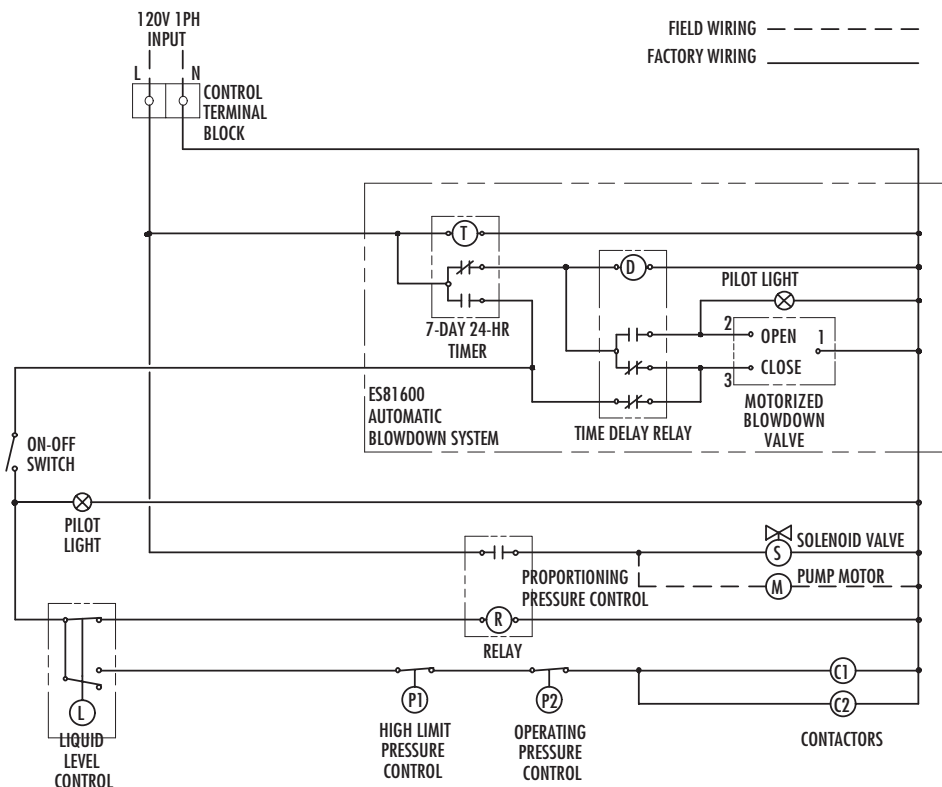 120V 1PH
INPUT
FIELD WIRING
FACTORY WIRING
L
N
CONTROL
TERMINAL
BLOCK
T
D
PILOT LIGHT
7-DAY 24-HR
TIMER
2
OPEN
1
CLOSE
3
ES81600
AUTOMATIC
BLOWDOWN SYSTEM
TIME DELAY RELAY
MOTORIZED
BLOWDOWN
VALVE
ON-OFF
SWITCH
PILOT
LIGHT
S
SOLENOID VALVE
PROPORTIONING
PRESSURE CONTROL
M
PUMP MOTOR
R
RELAY
L
LIQUID
LEVEL
CONTROL
P1
HIGH LIMIT
PRESSURE
CONTROL
P2
OPERATING
PRESSURE
CONTROL
C1
C2
CONTACTORS